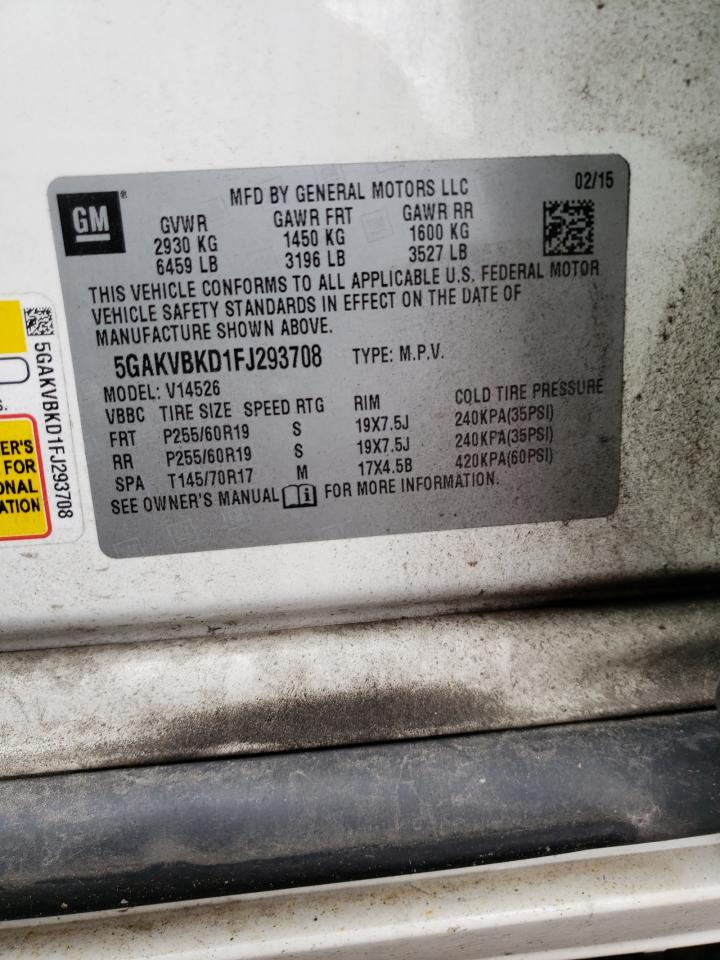 GM ®
MFD BY GENERAL MOTORS LLC 02/15
GVWR GAWR FRT GAWR RR
2930 KG 1450 KG 1600 KG
6459 LB 3196 LB 3527 LB
THIS VEHICLE CONFORMS TO ALL APPLICABLE U.S. FEDERAL MOTOR
VEHICLE SAFETY STANDARDS IN EFFECT ON THE DATE OF
MANUFACTURE SHOWN ABOVE.
5GAKVBKD1FJ293708 TYPE: M.P.V.
MODEL: V14526
VBBC TIRE SIZE SPEED RTG RIM COLD TIRE PRESSURE
FRT P255/60R19 S 19X7.5J 240KPA(35PSI)
RR P255/60R19 S 19X7.5J 240KPA(35PSI)
SPA T145/70R17 M 17X4.5B 420KPA(60PSI)
SEE OWNER'S MANUAL FOR MORE INFORMATION.
5GAKVBKD1FJ293708
S.
ER'S
FOR
ONAL
ATION